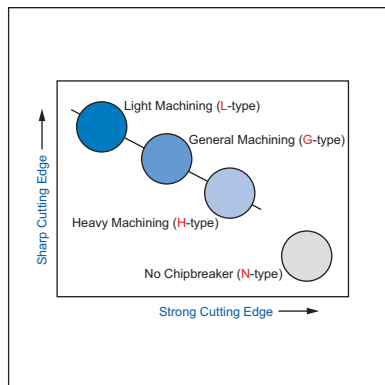 Light Machining (L-type)
General Machining (G-type)
Heavy Machining (H-type)
No Chipbreaker (N-type)
Sharp Cutting Edge
Strong Cutting Edge